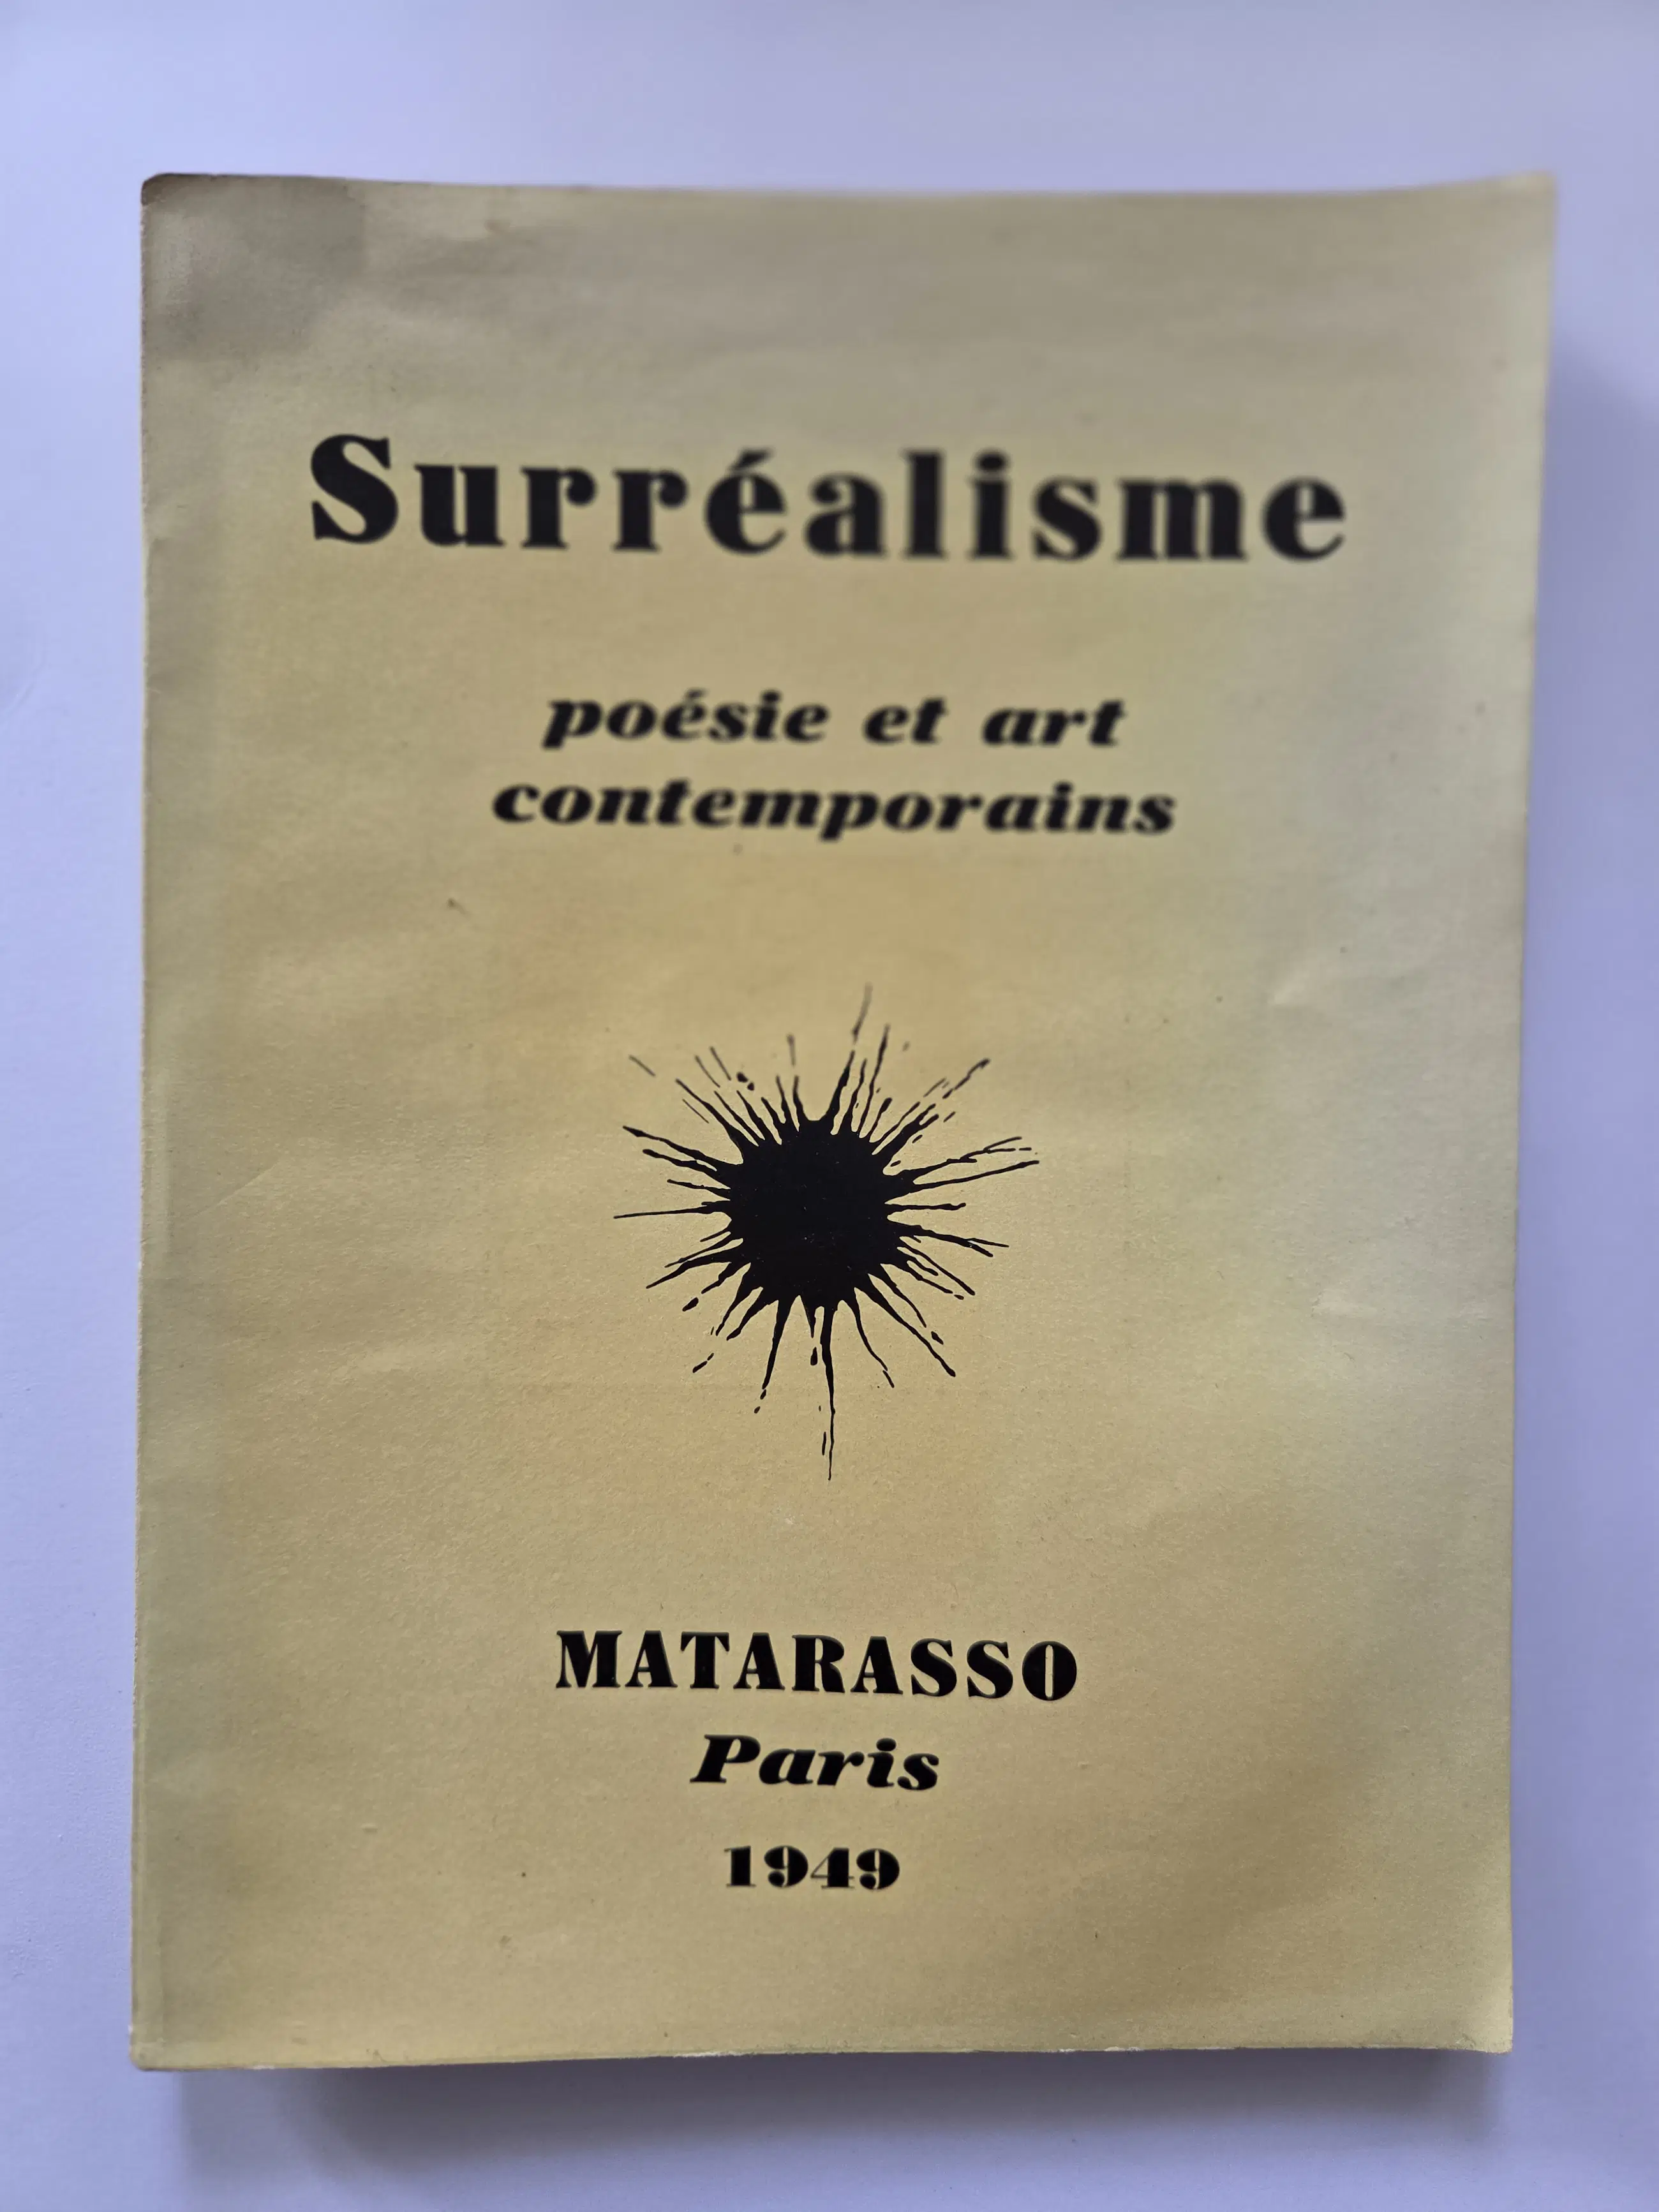 Surréalisme
poésie et art
contemporains
MATARASSO
Paris
1949